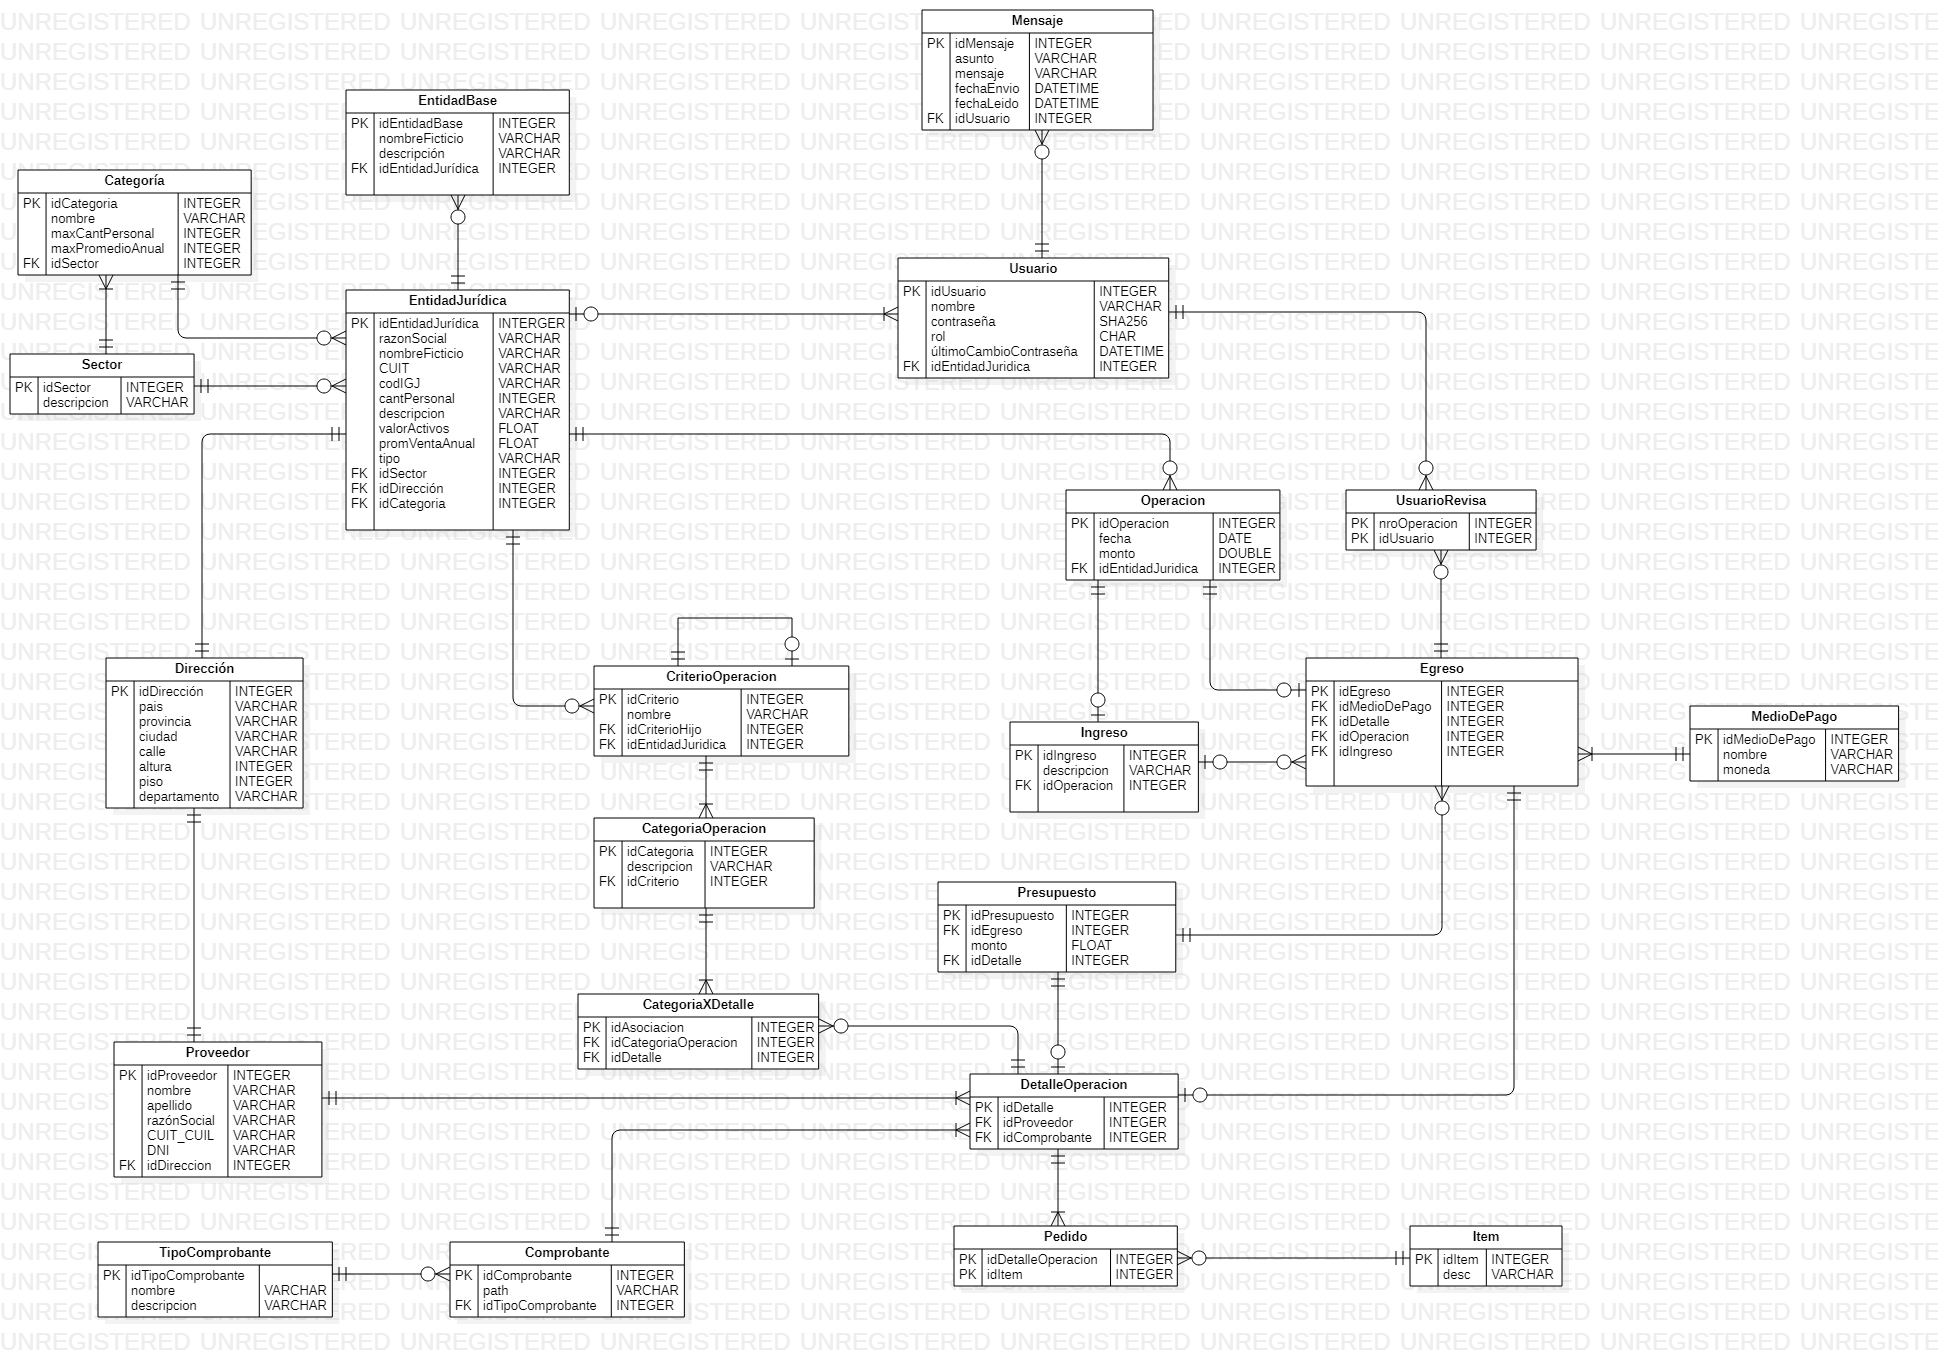 Mensaje
PK idMensaje INTEGER
asunto VARCHAR
mensaje VARCHAR
fechaEnvio DATETIME
fechaLeido DATETIME
FK idUsuario INTEGER
EntidadBase
PK idEntidadBase INTEGER
nombreFicticio VARCHAR
descripción VARCHAR
FK idEntidadJurídica INTEGER
Categoría
PK idCategoria INTEGER
nombre VARCHAR
maxCantPersonal INTEGER
maxPromedioAnual INTEGER
FK idSector INTEGER
Usuario
PK idUsuario INTEGER
nombre VARCHAR
contraseña SHA256
rol CHAR
últimoCambioContraseña DATETIME
FK idEntidadJuridica INTEGER
EntidadJurídica
PK idEntidadJurídica INTERGER
razonSocial VARCHAR
nombreFicticio VARCHAR
CUIT VARCHAR
codIGJ VARCHAR
cantPersonal INTEGER
descripcion VARCHAR
valorActivos FLOAT
promVentaAnual FLOAT
tipo VARCHAR
FK idSector INTEGER
FK idDirección INTEGER
FK idCategoria INTEGER
Sector
PK idSector INTEGER
descripcion VARCHAR
Operacion
PK idOperacion INTEGER
fecha DATE
monto DOUBLE
FK idEntidadJuridica INTEGER
UsuarioRevisa
PK nroOperacion INTEGER
PK idUsuario INTEGER
Dirección
PK idDirección INTEGER
pais VARCHAR
provincia VARCHAR
ciudad VARCHAR
calle VARCHAR
altura INTEGER
piso INTEGER
departamento VARCHAR
CriterioOperacion
PK idCriterio INTEGER
nombre VARCHAR
FK idCriterioHijo INTEGER
FK idEntidadJuridica INTEGER
Egreso
PK idEgreso INTEGER
FK idMedioDePago INTEGER
FK idDetalle INTEGER
FK idOperacion INTEGER
FK idIngreso INTEGER
MedioDePago
PK idMedioDePago INTEGER
nombre VARCHAR
moneda VARCHAR
Ingreso
PK idIngreso INTEGER
descripcion VARCHAR
FK idOperacion INTEGER
CategoriaOperacion
PK idCategoria INTEGER
descripcion VARCHAR
FK idCriterio INTEGER
Presupuesto
PK idPresupuesto INTEGER
FK idEgreso INTEGER
monto FLOAT
FK idDetalle INTEGER
CategoriaXDetalle
PK idAsociacion INTEGER
FK idCategoriaOperacion INTEGER
FK idDetalle INTEGER
Proveedor
PK idProveedor INTEGER
nombre VARCHAR
apellido VARCHAR
razónSocial VARCHAR
CUIT_CUIL VARCHAR
DNI VARCHAR
FK idDireccion INTEGER
DetalleOperacion
PK idDetalle INTEGER
FK idProveedor INTEGER
FK idComprobante INTEGER
Pedido
PK idDetalleOperacion INTEGER
PK idItem INTEGER
Item
PK idItem INTEGER
desc VARCHAR
TipoComprobante
PK idTipoComprobante
nombre VARCHAR
descripcion VARCHAR
Comprobante
PK idComprobante INTEGER
path VARCHAR
FK idTipoComprobante INTEGER
UNREGISTERED